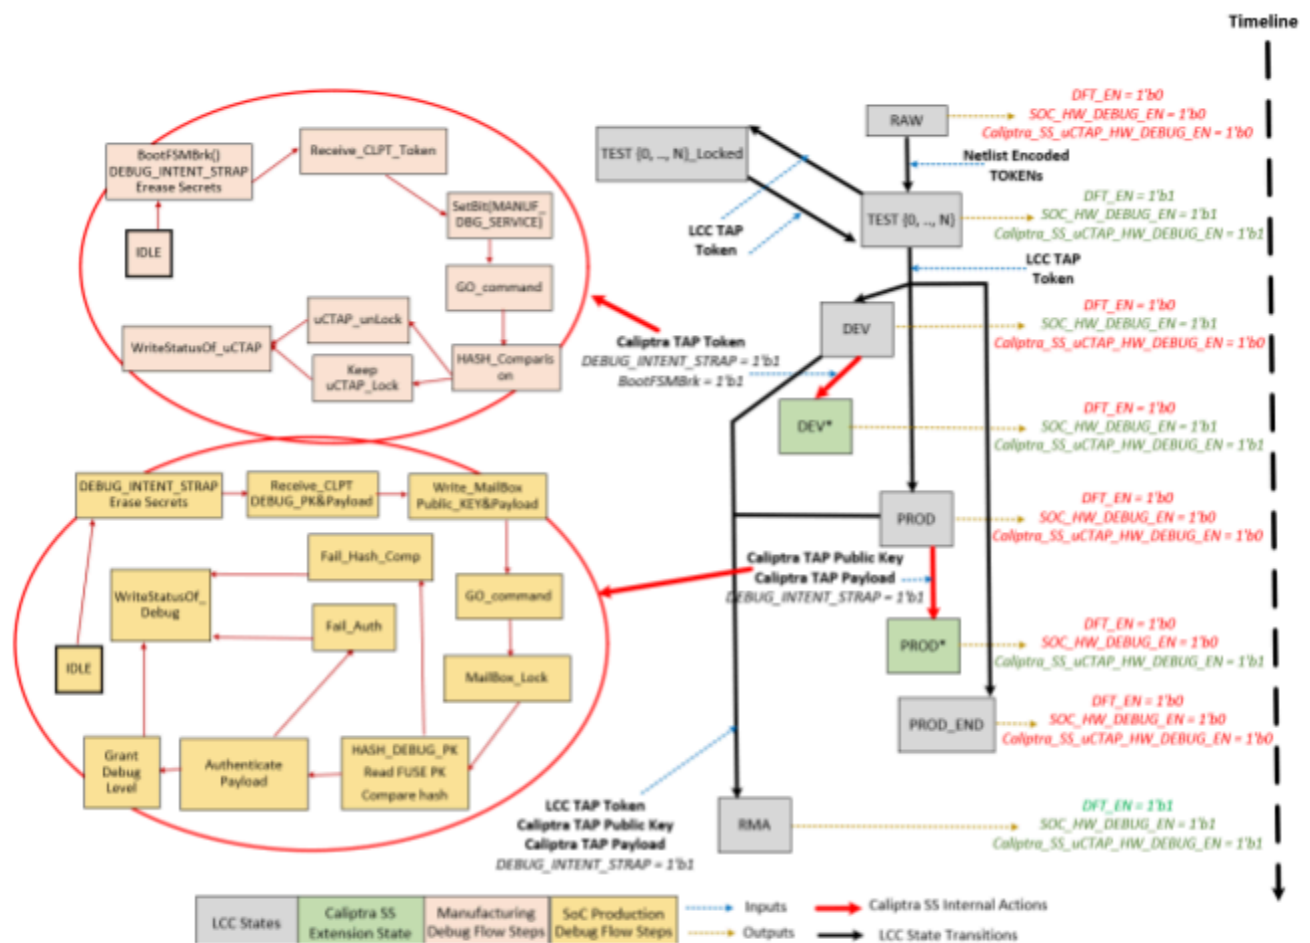 Timeline
DFT_EN = 1'b0
SOC_HW_DEBUG_EN = 1'b0
Caliptra_SS_uCTAP_HW_DEBUG_EN = 1'b0
RAW
Netlist Encoded
TOKENs
TEST {0, .., N}_Locked
TEST {0, .., N}
DFT_EN = 1'b1
SOC_HW_DEBUG_EN = 1'b1
Caliptra_SS_uCTAP_HW_DEBUG_EN = 1'b1
LCC TAP
Token
LCC TAP
Token
BootFSMBrk()
DEBUG_INTENT_STRAP
Erease Secrets
Receive_CLPT_Token
SetBit(MANUF_
DBG_SERVICE)
IDLE
GO_command
uCTAP_unLock
WriteStatusOf_uCTAP
Keep
uCTAP_Lock
HASH_Comparis
on
Caliptra TAP Token
DEBUG_INTENT_STRAP = 1'b1
BootFSMBrk = 1'b1
DEV
DFT_EN = 1'b0
SOC_HW_DEBUG_EN = 1'b1
Caliptra_SS_uCTAP_HW_DEBUG_EN = 1'b0
DEV*
DFT_EN = 1'b0
SOC_HW_DEBUG_EN = 1'b1
Caliptra_SS_uCTAP_HW_DEBUG_EN = 1'b1
DEBUG_INTENT_STRAP
Erase Secrets
Receive_CLPT
DEBUG_PK&Payload
Write_MailBox
Public_KEY&Payload
Fail_Hash_Comp
WriteStatusOf_
Debug
GO_command
Fail_Auth
IDLE
MailBox_Lock
Grant
Debug
Level
Authenticate
Payload
HASH_DEBUG_PK
Read FUSE PK
Compare hash
PROD
DFT_EN = 1'b0
SOC_HW_DEBUG_EN = 1'b0
Caliptra_SS_uCTAP_HW_DEBUG_EN = 1'b0
Caliptra TAP Public Key
Caliptra TAP Payload
DEBUG_INTENT_STRAP = 1'b1
PROD*
DFT_EN = 1'b0
SOC_HW_DEBUG_EN = 1'b0
Caliptra_SS_uCTAP_HW_DEBUG_EN = 1'b1
PROD_END
DFT_EN = 1'b0
SOC_HW_DEBUG_EN = 1'b0
Caliptra_SS_uCTAP_HW_DEBUG_EN = 1'b0
LCC TAP Token
Caliptra TAP Public Key
Caliptra TAP Payload
DEBUG_INTENT_STRAP = 1'b1
RMA
DFT_EN = 1'b1
SOC_HW_DEBUG_EN = 1'b1
Caliptra_SS_uCTAP_HW_DEBUG_EN = 1'b1
LCC States
Caliptra SS
Extension State
Manufacturing
Debug Flow Steps
SoC Production
Debug Flow Steps
Inputs
Outputs
Caliptra SS Internal Actions
LCC State Transitions